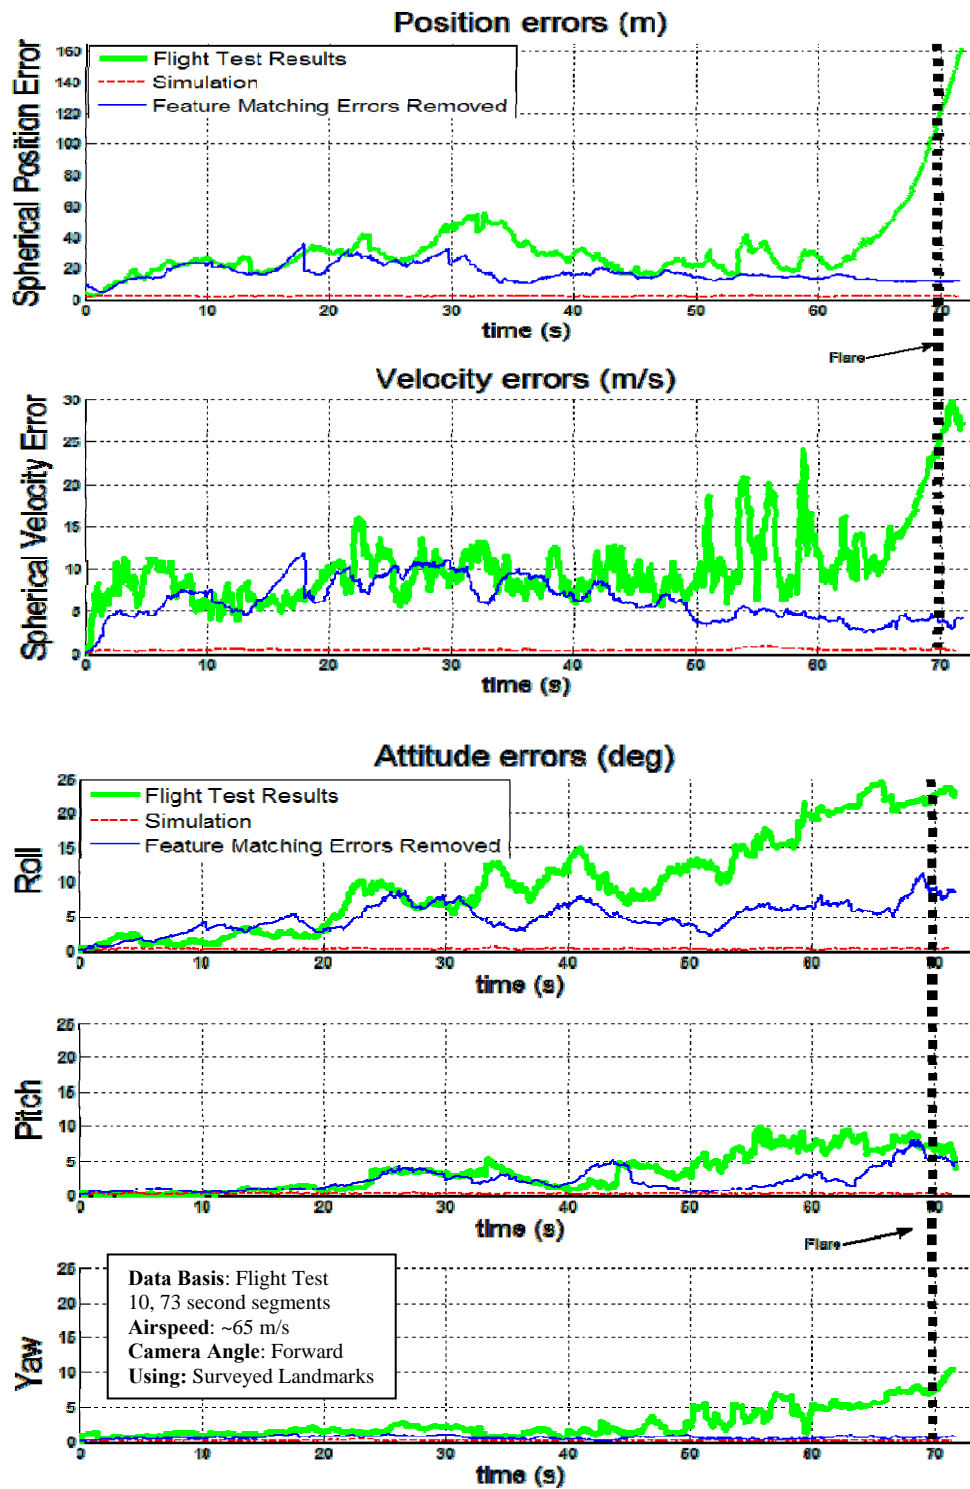 Position errors (m)
Spherical Position Error
160
140
120
100
80
60
40
20
0
Flight Test Results
Simulation
Feature Matching Errors Removed
0 10 20 30 40 50 60 70
time (s)
Flare
Velocity errors (m/s)
Spherical Velocity Error
30
25
20
15
10
5
0
0 10 20 30 40 50 60 70
time (s)
Attitude errors (deg)
Roll
25
20
15
10
5
0
Flight Test Results
Simulation
Feature Matching Errors Removed
0 10 20 30 40 50 60 70
time (s)
Pitch
25
20
15
10
5
0
0 10 20 30 40 50 60 70
time (s)
Flare
Yaw
25
20
15
10
5
0
Data Basis: Flight Test
10, 73 second segments
Airspeed: ~65 m/s
Camera Angle: Forward
Using: Surveyed Landmarks
0 10 20 30 40 50 60 70
time (s)